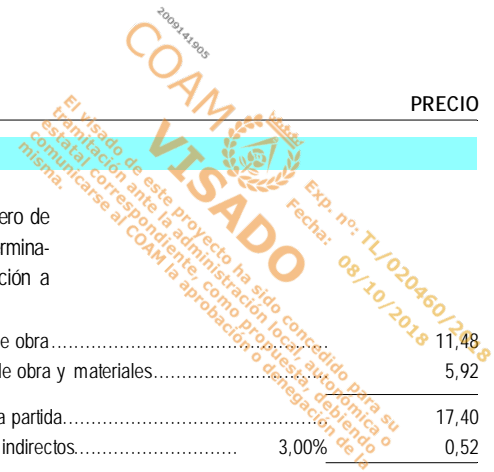 2009141905
COAM
VISADO
El visado de este proyecto ha sido concedido para su
tramitación ante la administración local, autonómica o
estatal correspondiente, como propuesta, debiendo
comunicarse al COAM la aprobación o denegación de la
misma.
Exp. nº: TL/020460/2018
Fecha: 08/10/2018
PRECIO
ero de
ermina-
ción a
e obra 11,48
de obra y materiales 5,92
a partida 17,40
indirectos 3,00% 0,52